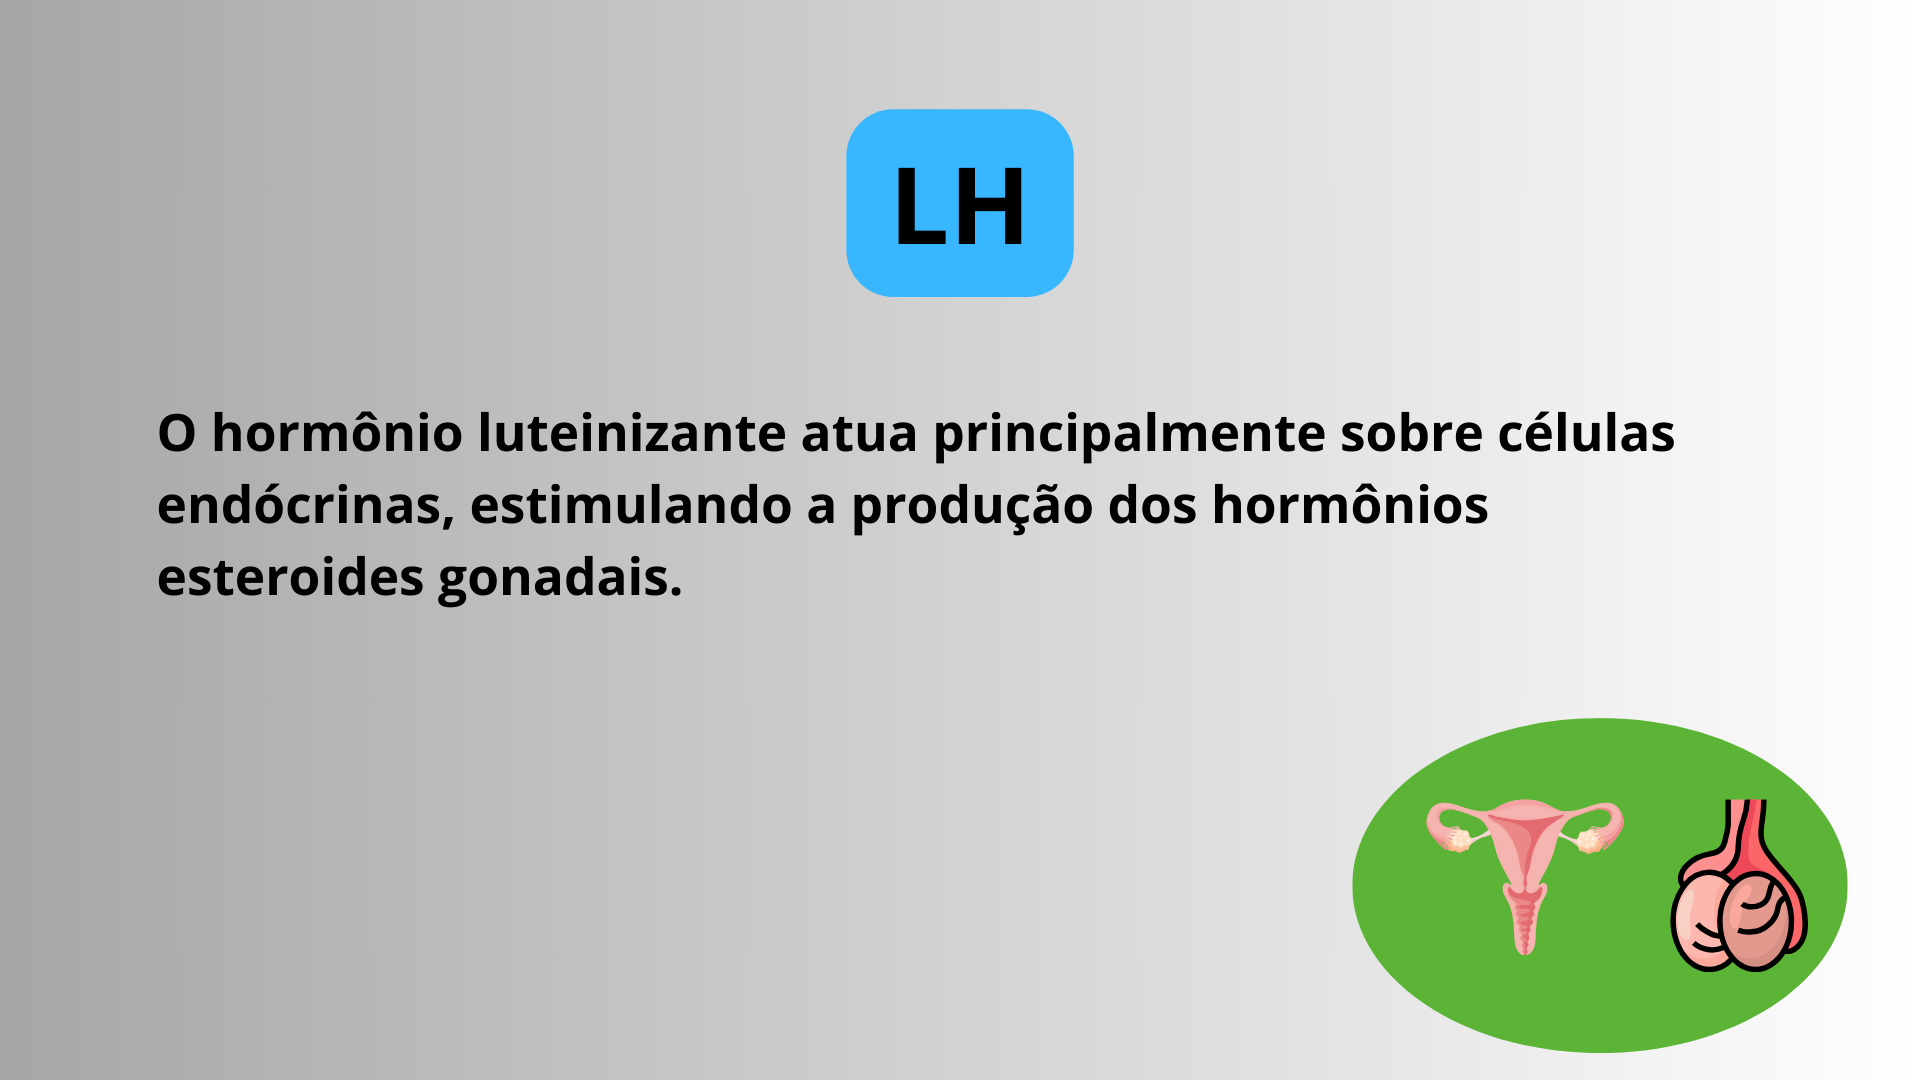 LH
O hormônio luteinizante atua principalmente sobre células
endócrinas, estimulando a produção dos hormônios
esteroides gonadais.